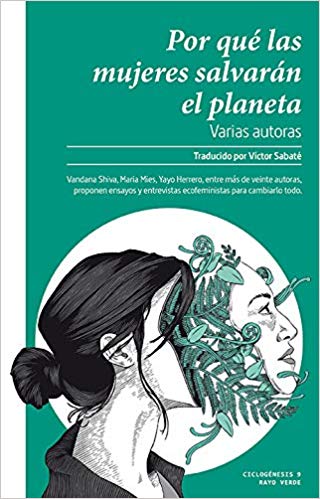 Por qué las
mujeres salvarán
el planeta
Varias autoras
Traducido por Víctor Sabaté
Vandana Shiva, Maria Mies, Yayo Herrero, entre más de veinte autoras,
proponen ensayos y entrevistas ecofeministas para cambiarlo todo.
CICLOGÉNESIS 9
RAYO VERDE